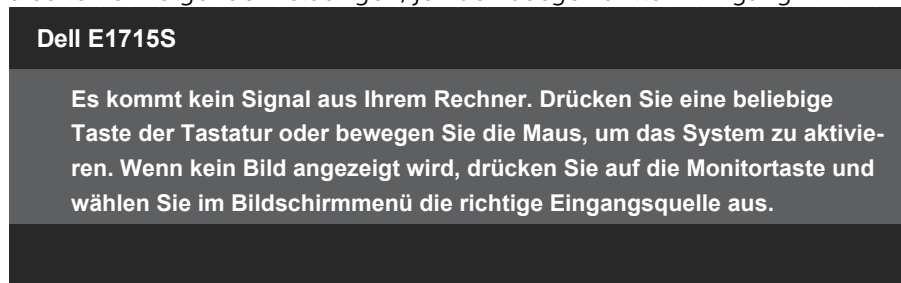 Dell E1715S
Es kommt kein Signal aus Ihrem Rechner. Drücken Sie eine beliebige
Taste der Tastatur oder bewegen Sie die Maus, um das System zu aktivie-
ren. Wenn kein Bild angezeigt wird, drücken Sie auf die Monitortaste und
wählen Sie im Bildschirmmenü die richtige Eingangsquelle aus.